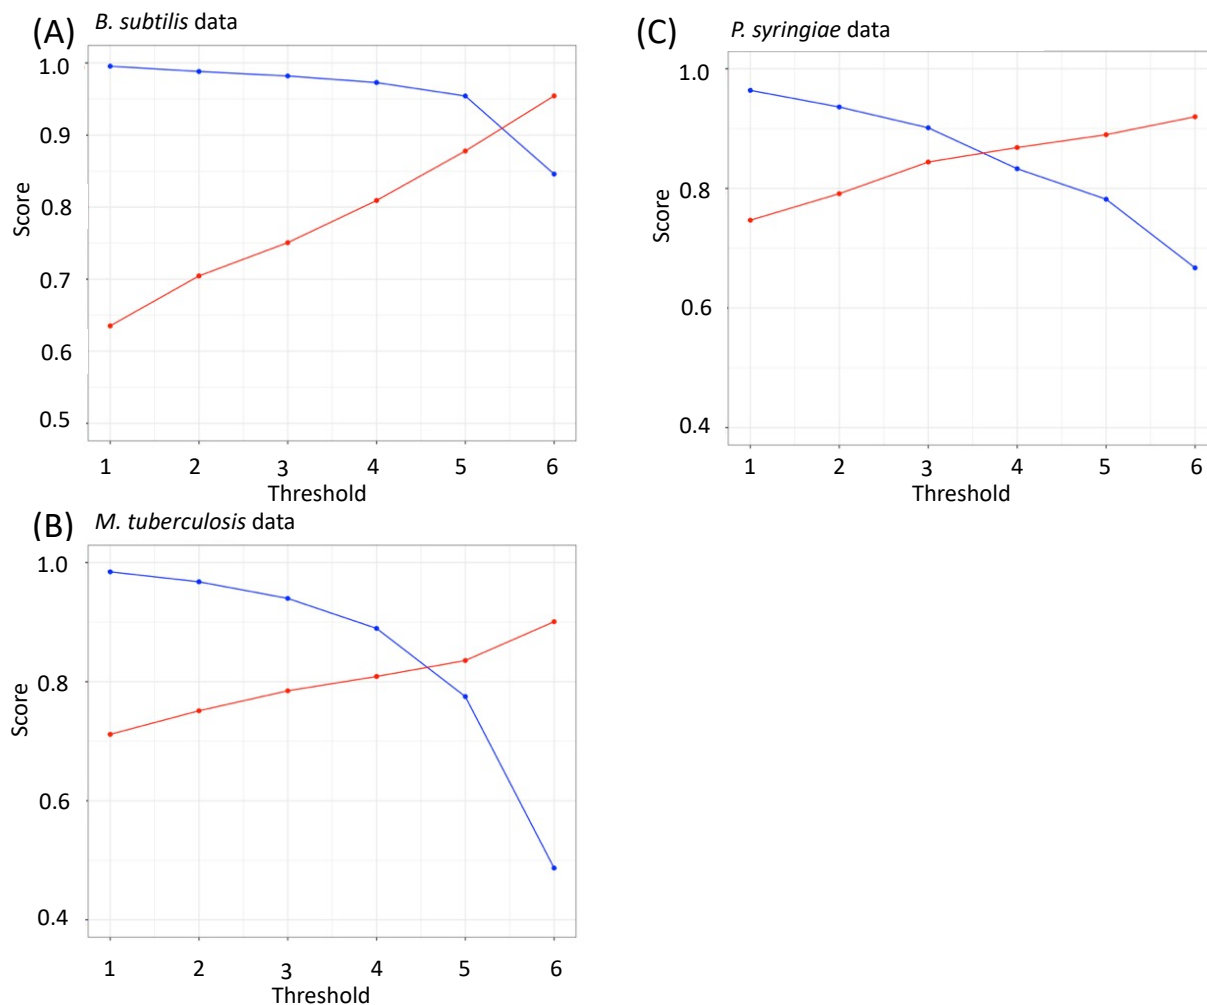 (A) B. subtilis data
1.0
0.9
0.8
0.7
0.6
0.5
Score
1 2 3 4 5 6
Threshold
(B) M. tuberculosis data
1.0
0.8
0.6
0.4
Score
1 2 3 4 5 6
Threshold
(C) P. syringiae data
1.0
0.8
0.6
0.4
Score
1 2 3 4 5 6
Threshold